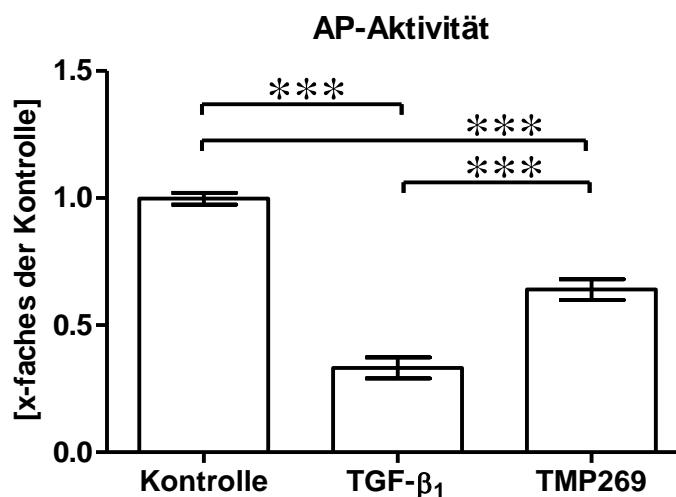 AP-Aktivität
[x-faches der Kontrolle]
1.5
1.0
0.5
0.0
***
***
***
Kontrolle TGF-β₁ TMP269